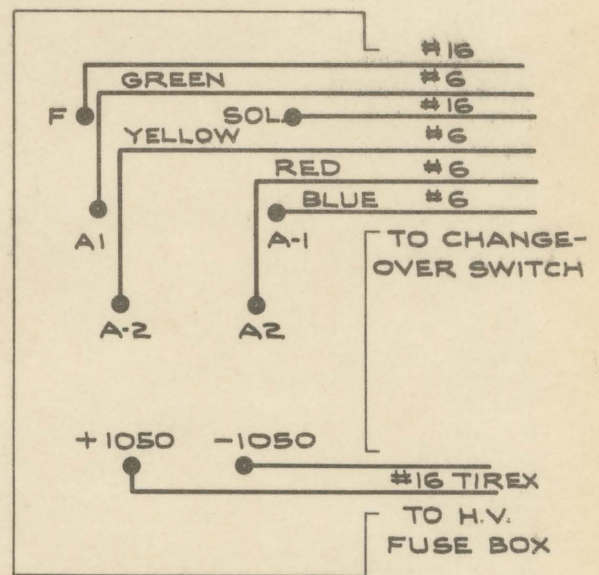 #16
GREEN #6
F SOL. #16
YELLOW #6
RED #6
BLUE #6
A1 A-1
TO CHANGE-
OVER SWITCH
A-2 A2
+1050 -1050
#16 TIREX
TO H.V.
FUSE BOX